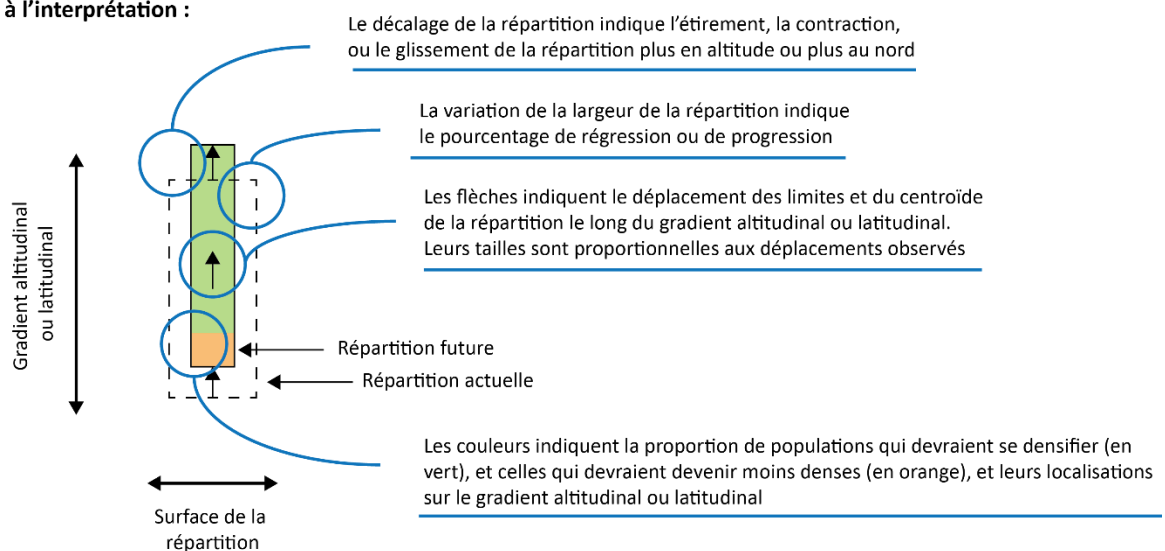 à l'interprétation :
Le décalage de la répartition indique l'étirement, la contraction,
ou le glissement de la répartition plus en altitude ou plus au nord
La variation de la largeur de la répartition indique
le pourcentage de régression ou de progression
Les flèches indiquent le déplacement des limites et du centroïde
de la répartition le long du gradient altitudinal ou latitudinal.
Leurs tailles sont proportionnelles aux déplacements observés
Gradient altitudinal
ou latitudinal
Répartition future
Répartition actuelle
Les couleurs indiquent la proportion de populations qui devraient se densifier (en
vert), et celles qui devraient devenir moins denses (en orange), et leurs localisations
sur le gradient altitudinal ou latitudinal
Surface de la
répartition